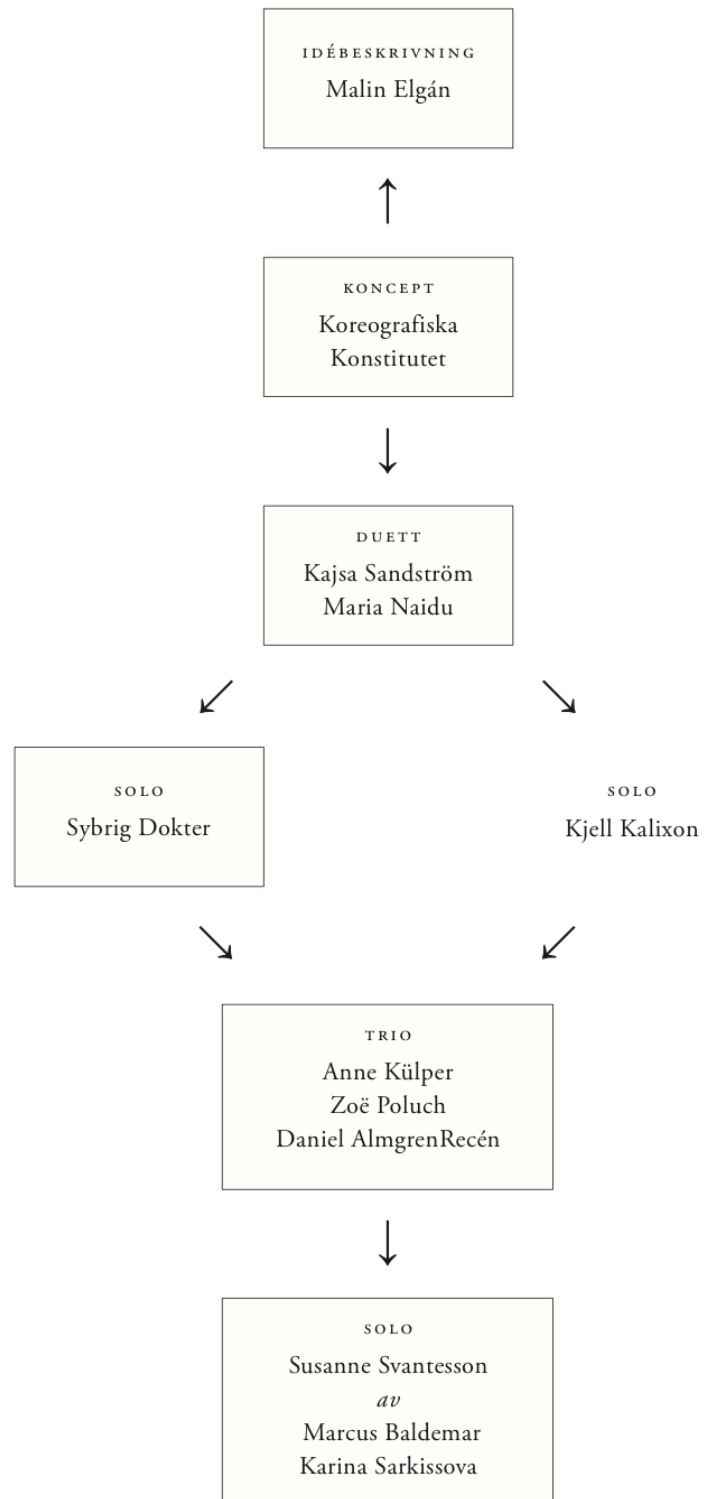 IDÉBESKRIVNING
Malin Elgán
KONCEPT
Koreografiska
Konstitutet
DUETT
Kajsa Sandström
Maria Naidu
SOLO
Sybrig Dokter
SOLO
Kjell Kalixon
TRIO
Anne Külper
Zoë Poluch
Daniel AlmgrenRecén
SOLO
Susanne Svantesson
av
Marcus Baldemar
Karina Sarkissova